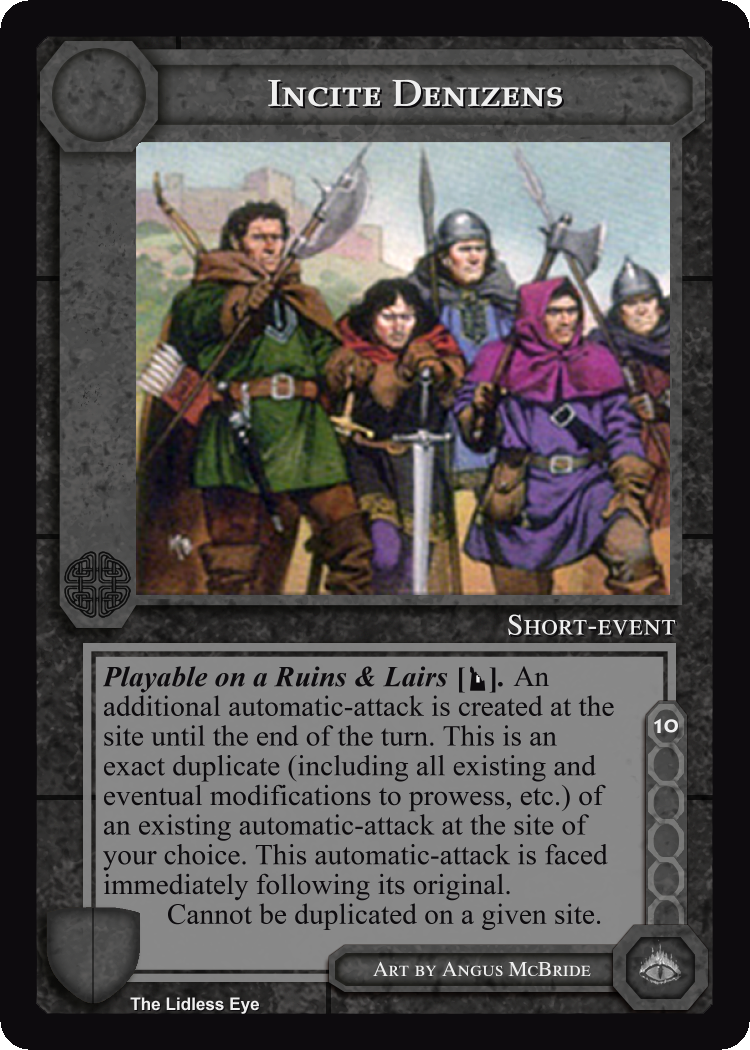 INCITE DENIZENS
SHORT-EVENT
Playable on a Ruins & Lairs [ ]. An
additional automatic-attack is created at the
site until the end of the turn. This is an
exact duplicate (including all existing and
eventual modifications to prowess, etc.) of
an existing automatic-attack at the site of
your choice. This automatic-attack is faced
immediately following its original.
Cannot be duplicated on a given site.
10
ART BY ANGUS MCBRIDE
The Lidless Eye